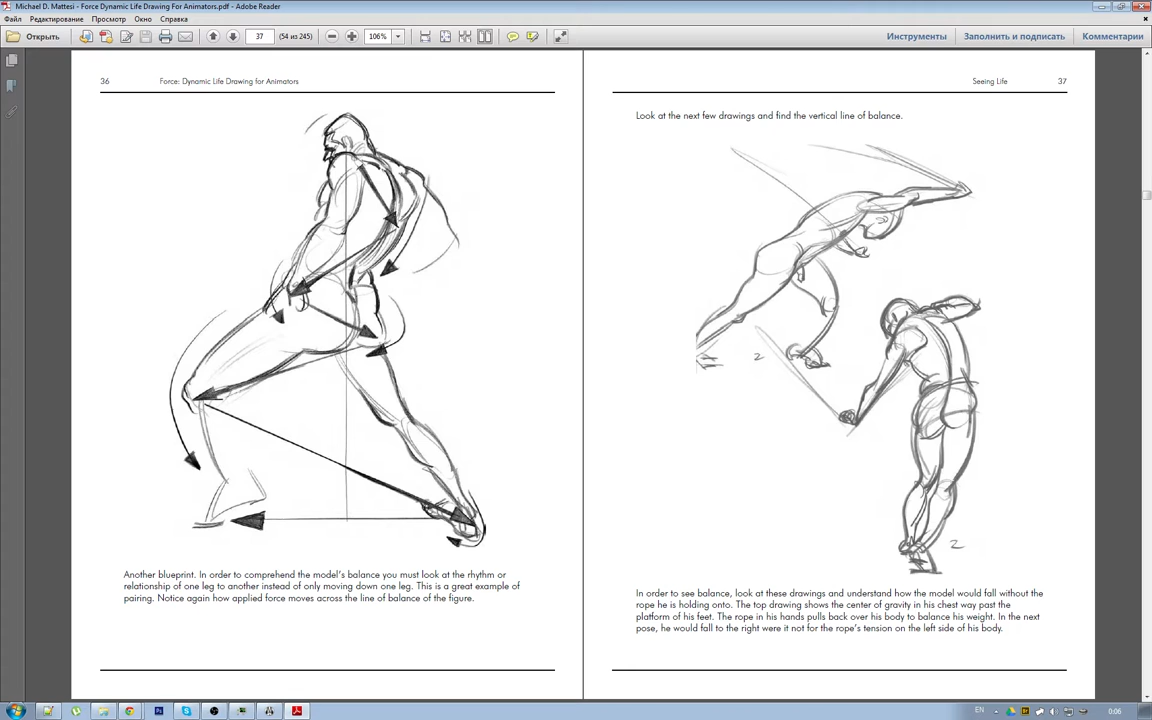 Michael D. Mattesi - Force Dynamic Life Drawing For Animators.pdf - Adobe Reader
Файл Редактирование Просмотр Окно Справка
Открыть 37 (54 из 245) 106% Инструменты Заполнить и подписать Комментарии
36 Force: Dynamic Life Drawing for Animators
Another blueprint. In order to comprehend the model's balance you must look at the rhythm or
relationship of one leg to another instead of only moving down one leg. This is a great example of
pairing. Notice again how applied force moves across the line of balance of the figure.
Seeing Life 37
Look at the next few drawings and find the vertical line of balance.
2
2
In order to see balance, look at these drawings and understand how the model would fall without the
rope he is holding onto. The top drawing shows the center of gravity in his chest way past the
platform of his feet. The rope in his hands pulls back over his body to balance his weight. In the next
pose, he would fall to the right were it not for the rope's tension on the left side of his body.
EN 0:06